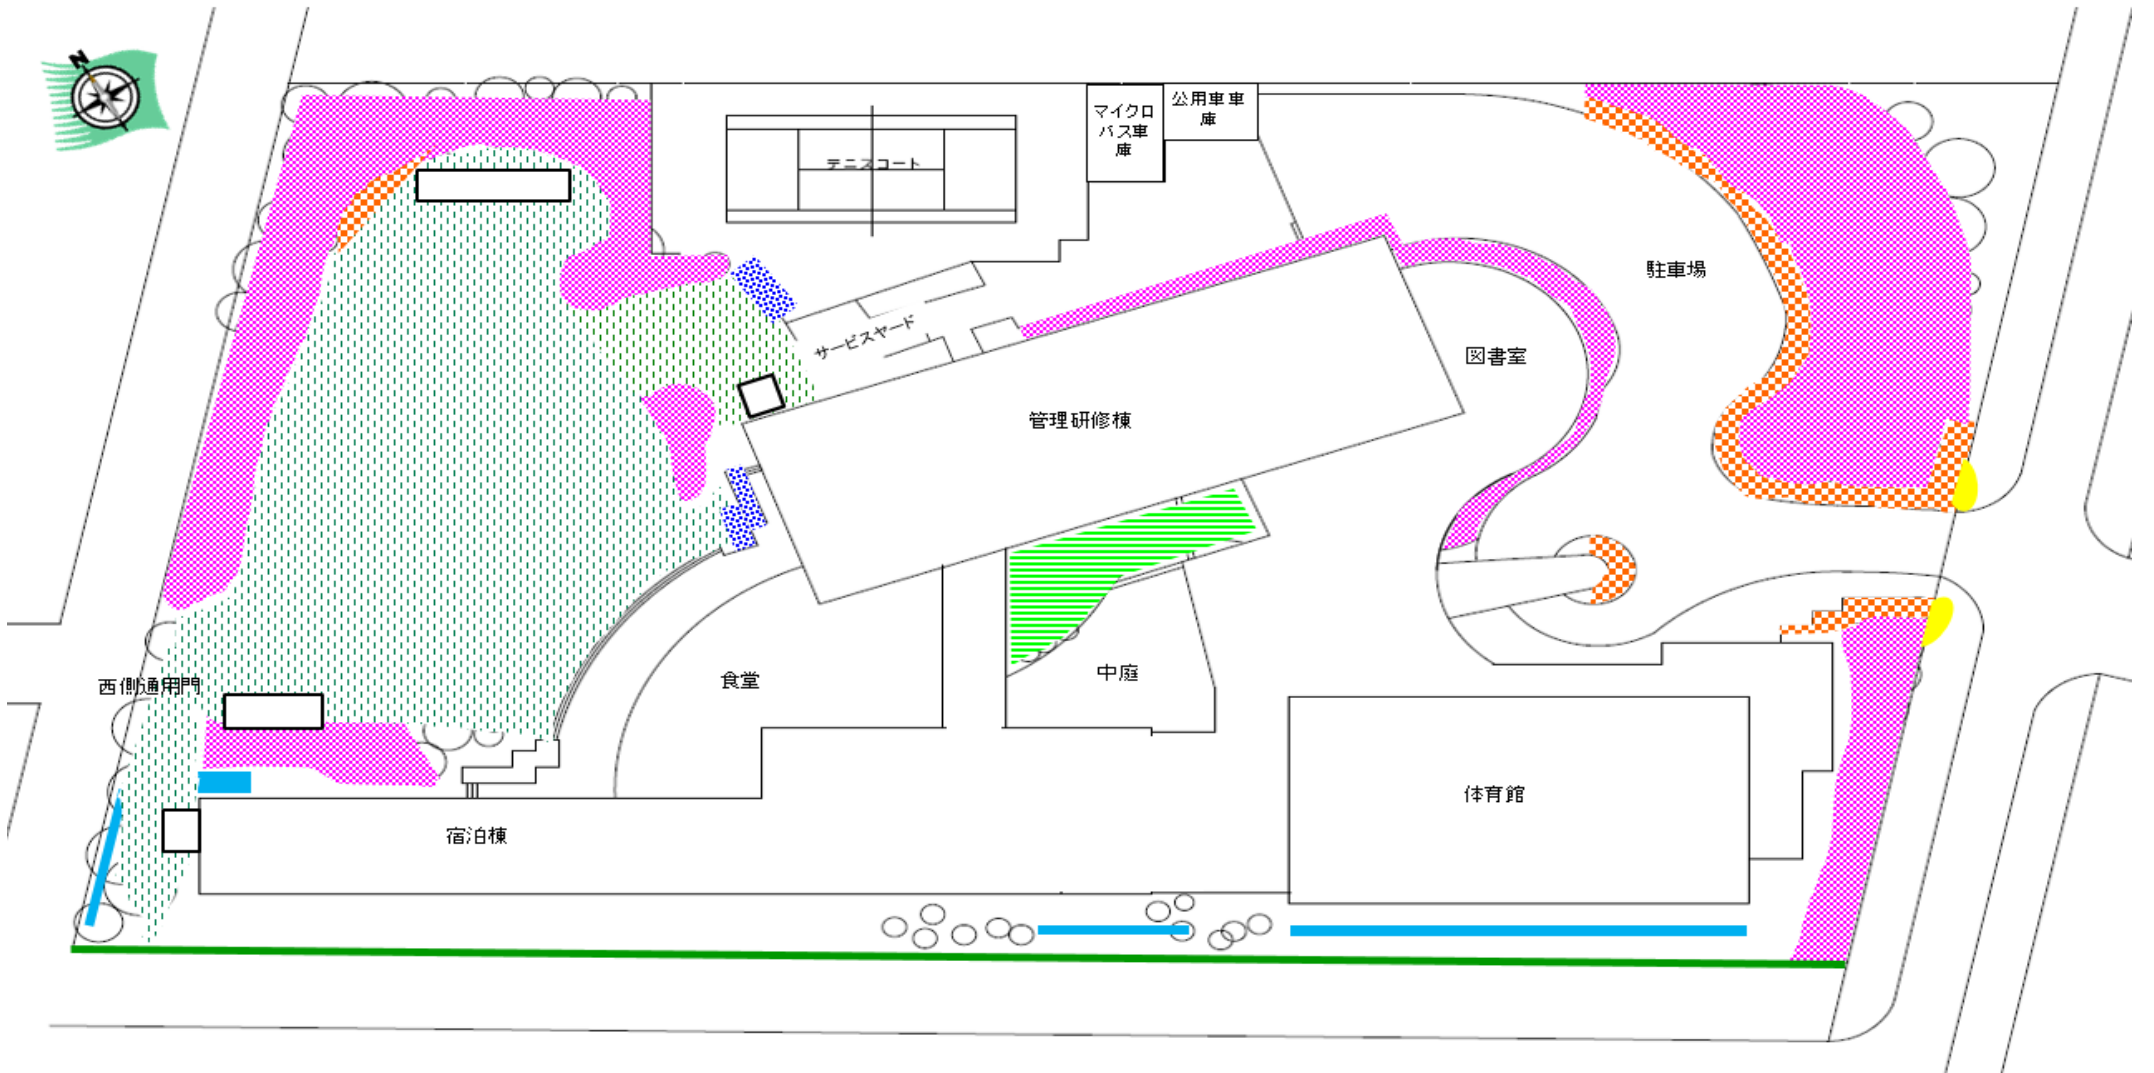 N
マイクロ
バス車
庫
公用車車
庫
テニスコート
駐車場
サービスヤード
図書室
管理研修棟
西側通用門
食堂
中庭
体育館
宿泊棟